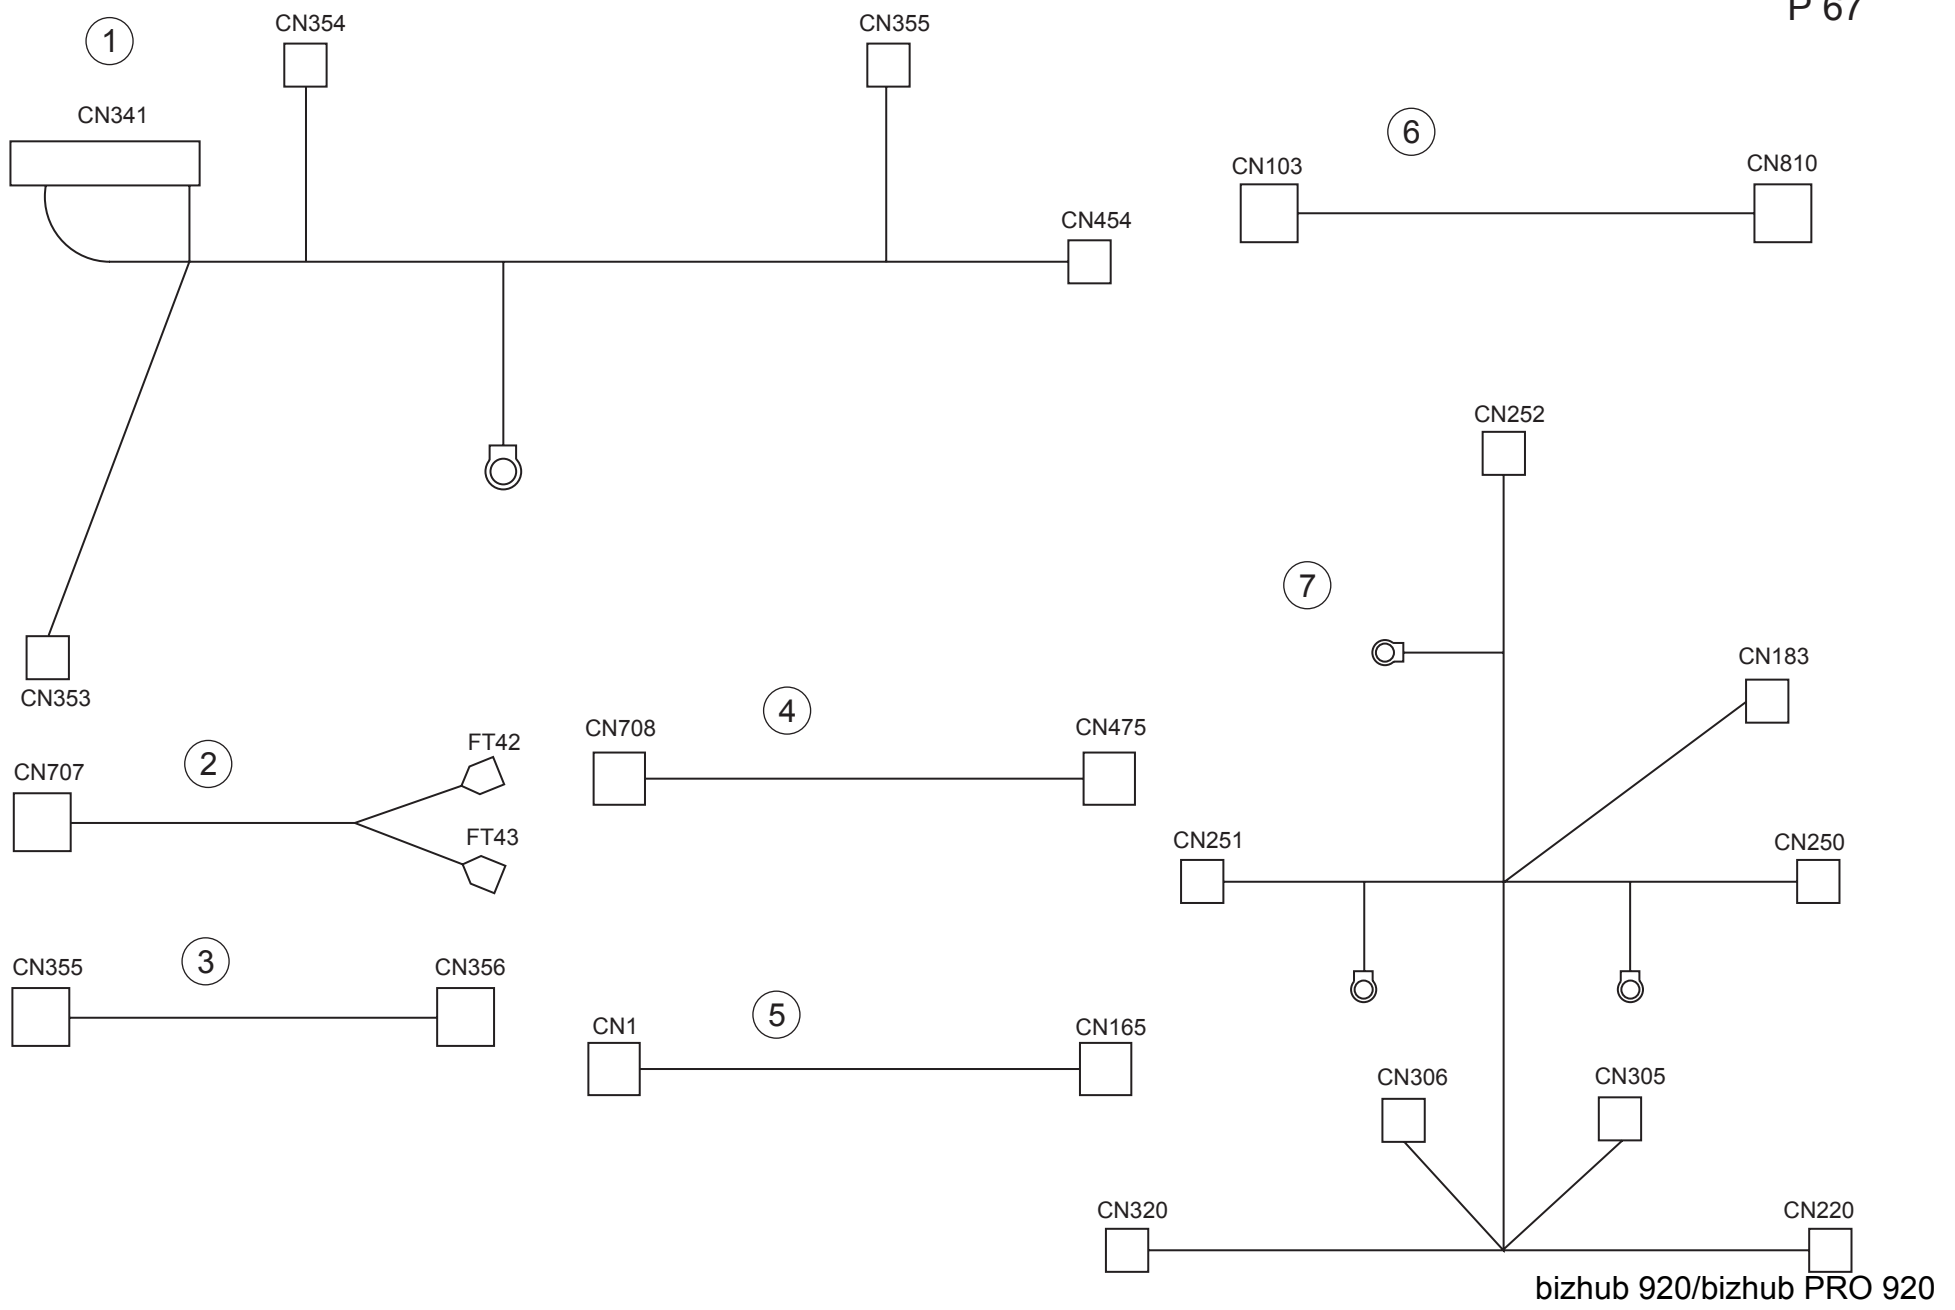 P 67
1
CN354
CN355
CN341
6
CN103
CN810
CN454
CN252
7
CN353
CN183
2
FT42
CN707
4
CN708
CN475
FT43
CN251
CN250
3
CN355
CN356
5
CN1
CN165
CN306
CN305
CN320
CN220
bizhub 920/bizhub PRO 920